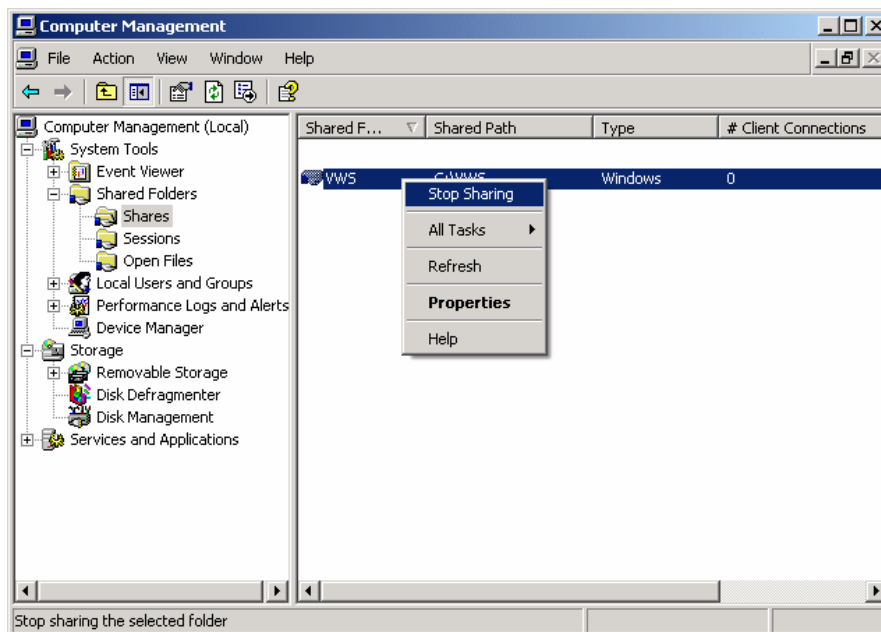 Computer Management
File Action View Window Help
Computer Management (Local)
System Tools
Event Viewer
Shared Folders
Shares
Sessions
Open Files
Local Users and Groups
Performance Logs and Alerts
Device Manager
Storage
Removable Storage
Disk Defragmenter
Disk Management
Services and Applications
Shared F... Shared Path Type # Client Connections
VWS C:\VWS Windows 0
Stop Sharing
All Tasks
Refresh
Properties
Help
Stop sharing the selected folder